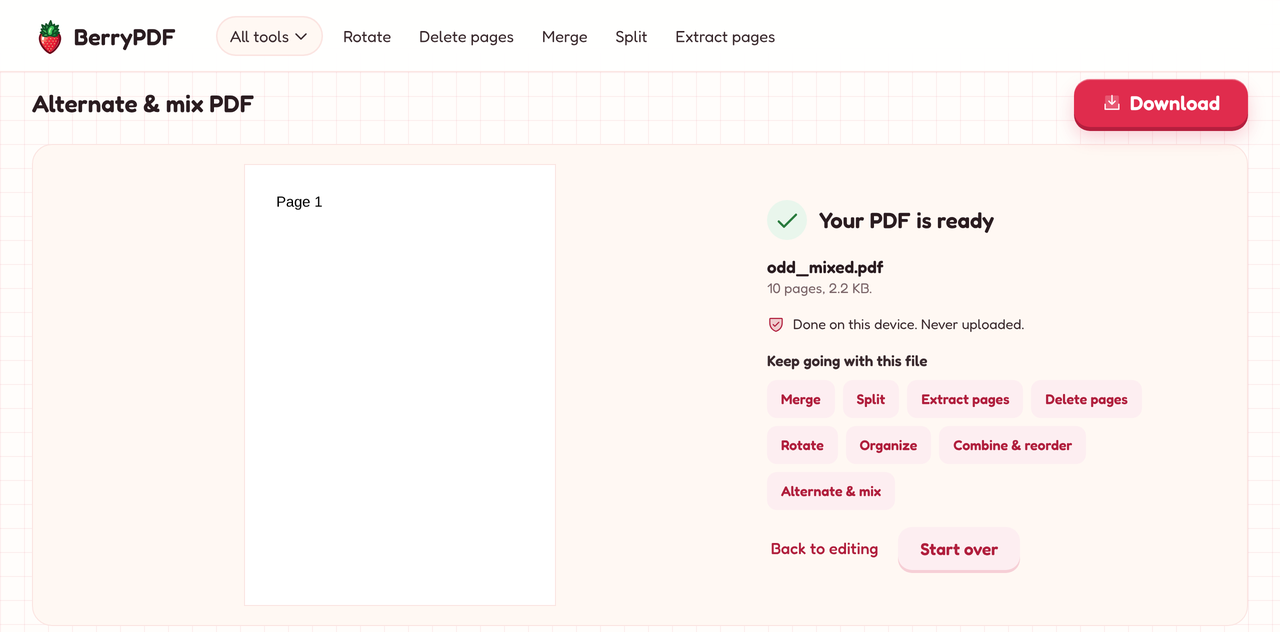 BerryPDF All tools Rotate Delete pages Merge Split Extract pages
Alternate & mix PDF
Download
Page 1
Your PDF is ready
odd_mixed.pdf
10 pages, 2.2 KB.
Done on this device. Never uploaded.
Keep going with this file
Merge Split Extract pages Delete pages
Rotate Organize Combine & reorder
Alternate & mix
Back to editing Start over